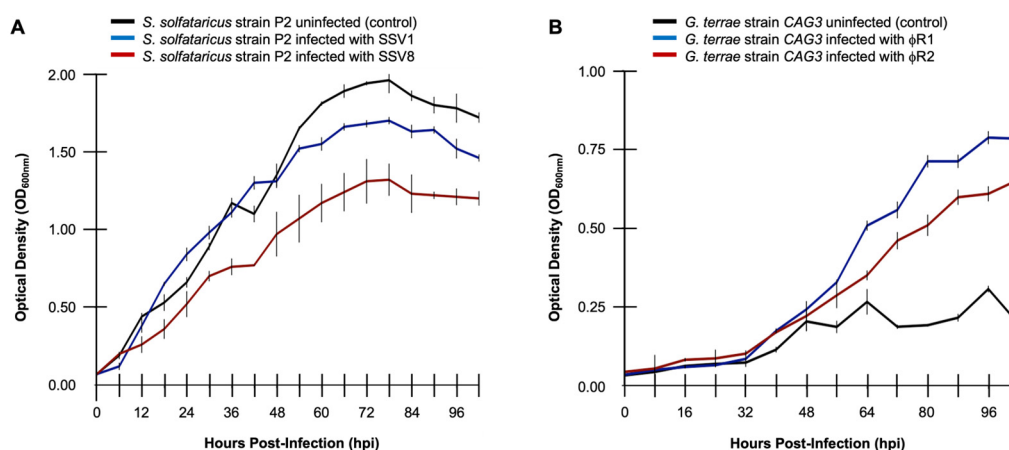 A
S. solfataricus strain P2 uninfected (control)
S. solfataricus strain P2 infected with SSV1
S. solfataricus strain P2 infected with SSV8
2.00
1.50
1.00
0.50
0.00
Optical Density (OD600nm)
0 12 24 36 48 60 72 84 96
Hours Post-Infection (hpi)
B
G. terrae strain CAG3 uninfected (control)
G. terrae strain CAG3 infected with ϕR1
G. terrae strain CAG3 infected with ϕR2
1.00
0.75
0.50
0.25
0.00
Optical Density (OD600nm)
0 16 32 48 64 80 96
Hours Post-Infection (hpi)